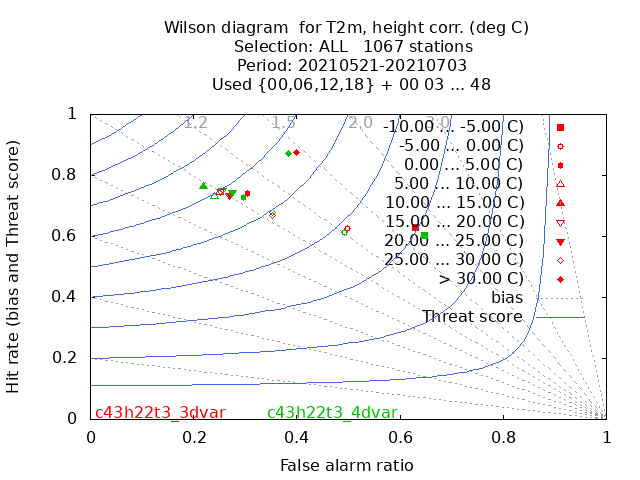 Wilson diagram  for T2m, height corr. (deg C)
Selection: ALL   1067 stations
Period: 20210521-20210703
Used {00,06,12,18} + 00 03 ... 48
Hit rate (bias and Threat score)
1
0.8
0.6
0.4
0.2
0
1.2
1.5
2.0
3.0
-10.00 ... -5.00 C)
-5.00 ... 0.00 C)
0.00 ... 5.00 C)
5.00 ... 10.00 C)
10.00 ... 15.00 C)
15.00 ... 20.00 C)
20.00 ... 25.00 C)
25.00 ... 30.00 C)
> 30.00 C)
bias
Threat score
c43h22t3_3dvar
c43h22t3_4dvar
0
0.2
0.4
0.6
0.8
1
False alarm ratio